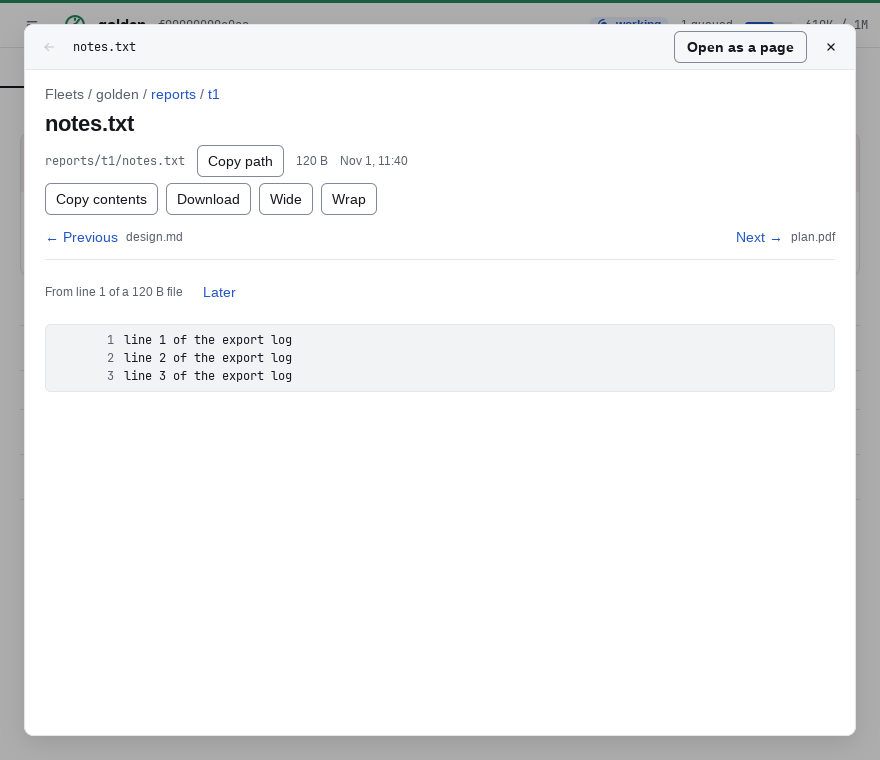 notes.txt
Open as a page
Fleets / golden / reports / t1
notes.txt
reports/t1/notes.txt Copy path 120 B Nov 1, 11:40
Copy contents Download Wide Wrap
← Previous design.md Next → plan.pdf
From line 1 of a 120 B file Later
1 line 1 of the export log
2 line 2 of the export log
3 line 3 of the export log